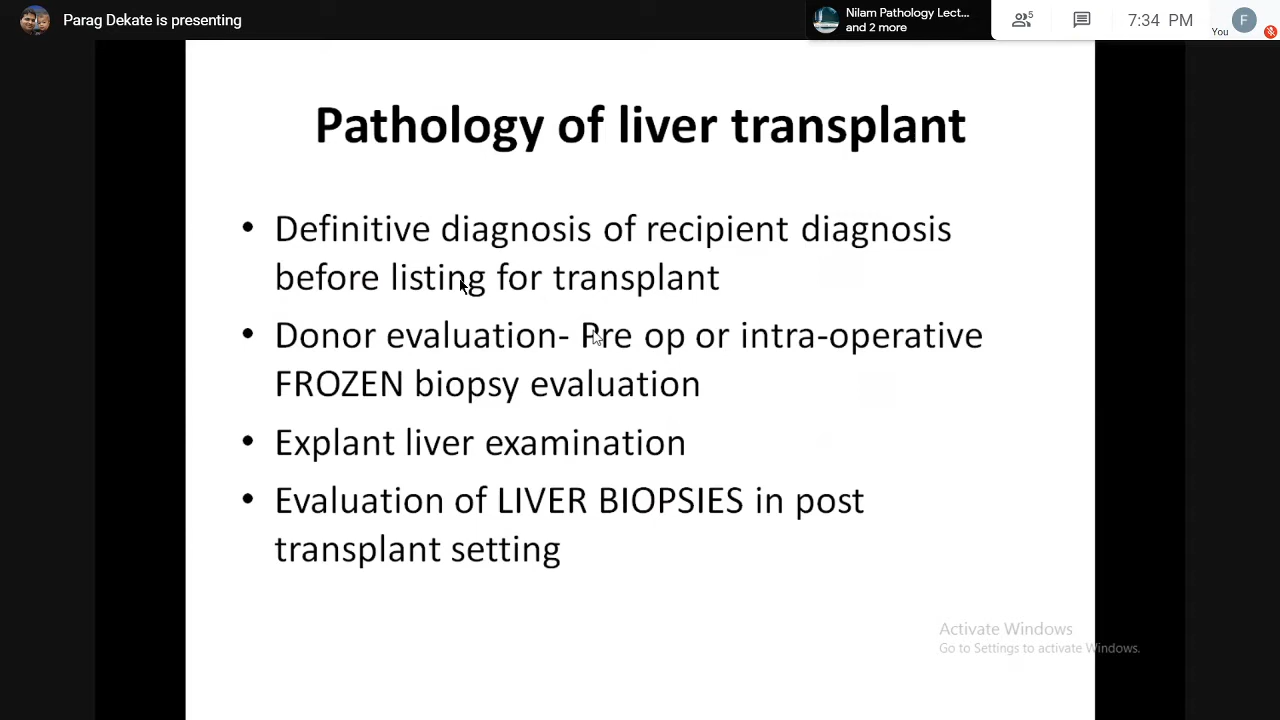 Parag Dekate is presenting
Nilam Pathology Lect...
and 2 more
5
7:34 PM
You
F
Pathology of liver transplant
• Definitive diagnosis of recipient diagnosis
before listing for transplant
• Donor evaluation- Pre op or intra-operative
FROZEN biopsy evaluation
• Explant liver examination
• Evaluation of LIVER BIOPSIES in post
transplant setting
Activate Windows
Go to Settings to activate Windows.